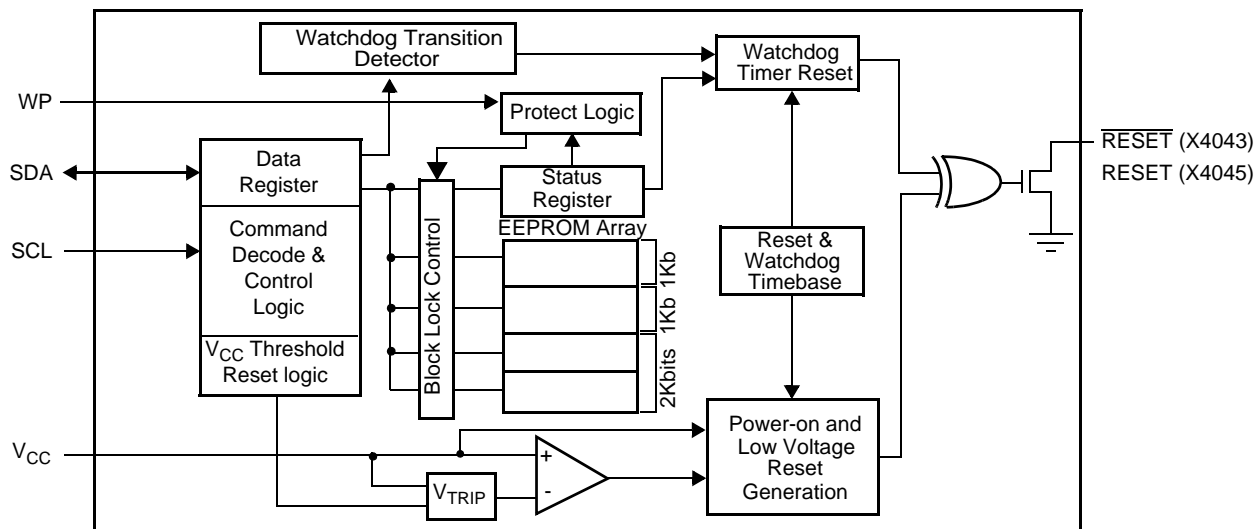 Watchdog Transition
Detector
Watchdog
Timer Reset
WP
Protect Logic
RESET (X4043)
RESET (X4045)
SDA
Data
Register
Status
Register
EEPROM Array
SCL
Command
Decode &
Control
Logic
Block Lock Control
1Kb
1Kb
2Kbits
Reset &
Watchdog
Timebase
VCC Threshold
Reset logic
Power-on and
Low Voltage
Reset
Generation
VCC
+
-
VTRIP